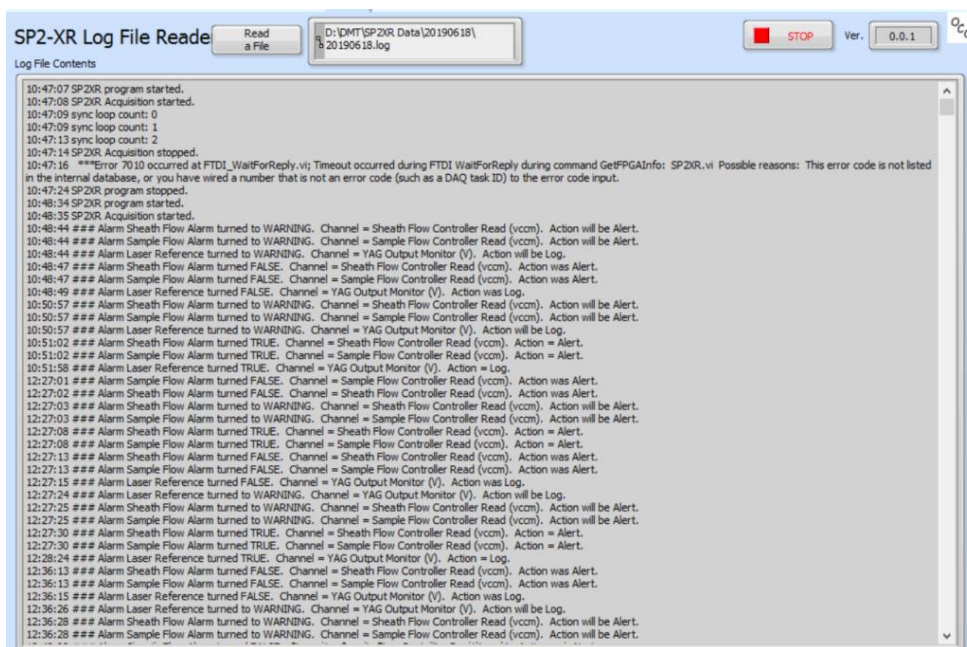 SP2-XR Log File Reade
Read
a File
D:\DMT\SP2XR Data\20190618\
20190618.log
STOP
Ver.
0.0.1
Log File Contents
10:47:07 SP2XR program started.
10:47:08 SP2XR Acquisition started.
10:47:09 sync loop count: 0
10:47:09 sync loop count: 1
10:47:13 sync loop count: 2
10:47:14 SP2XR Acquisition stopped.
10:47:16 ***Error 7010 occurred at FTDI_WaitForReply.vi; Timeout occurred during FTDI WaitForReply during command GetFPGAInfo: SP2XR.vi Possible reasons: This error code is not listed
in the internal database, or you have wired a number that is not an error code (such as a DAQ task ID) to the error code input.
10:47:24 SP2XR program stopped.
10:48:34 SP2XR program started.
10:48:35 SP2XR Acquisition started.
10:48:44 ### Alarm Sheath Flow Alarm turned to WARNING. Channel = Sheath Flow Controller Read (vccm). Action will be Alert.
10:48:44 ### Alarm Sample Flow Alarm turned to WARNING. Channel = Sample Flow Controller Read (vccm). Action will be Alert.
10:48:44 ### Alarm Laser Reference turned to WARNING. Channel = YAG Output Monitor (V). Action will be Log.
10:48:47 ### Alarm Sheath Flow Alarm turned FALSE. Channel = Sheath Flow Controller Read (vccm). Action was Alert.
10:48:47 ### Alarm Sample Flow Alarm turned FALSE. Channel = Sample Flow Controller Read (vccm). Action was Alert.
10:48:49 ### Alarm Laser Reference turned FALSE. Channel = YAG Output Monitor (V). Action was Log.
10:50:57 ### Alarm Sheath Flow Alarm turned to WARNING. Channel = Sheath Flow Controller Read (vccm). Action will be Alert.
10:50:57 ### Alarm Sample Flow Alarm turned to WARNING. Channel = Sample Flow Controller Read (vccm). Action will be Alert.
10:50:57 ### Alarm Laser Reference turned to WARNING. Channel = YAG Output Monitor (V). Action will be Log.
10:51:02 ### Alarm Sheath Flow Alarm turned TRUE. Channel = Sheath Flow Controller Read (vccm). Action = Alert.
10:51:02 ### Alarm Sample Flow Alarm turned TRUE. Channel = Sample Flow Controller Read (vccm). Action = Alert.
10:51:58 ### Alarm Laser Reference turned TRUE. Channel = YAG Output Monitor (V). Action = Log.
12:27:01 ### Alarm Sample Flow Alarm turned FALSE. Channel = Sample Flow Controller Read (vccm). Action was Alert.
12:27:02 ### Alarm Sheath Flow Alarm turned FALSE. Channel = Sheath Flow Controller Read (vccm). Action was Alert.
12:27:03 ### Alarm Sheath Flow Alarm turned to WARNING. Channel = Sheath Flow Controller Read (vccm). Action will be Alert.
12:27:03 ### Alarm Sample Flow Alarm turned to WARNING. Channel = Sample Flow Controller Read (vccm). Action will be Alert.
12:27:08 ### Alarm Sheath Flow Alarm turned TRUE. Channel = Sheath Flow Controller Read (vccm). Action = Alert.
12:27:08 ### Alarm Sample Flow Alarm turned TRUE. Channel = Sample Flow Controller Read (vccm). Action = Alert.
12:27:13 ### Alarm Sheath Flow Alarm turned FALSE. Channel = Sheath Flow Controller Read (vccm). Action was Alert.
12:27:13 ### Alarm Sample Flow Alarm turned FALSE. Channel = Sample Flow Controller Read (vccm). Action was Alert.
12:27:15 ### Alarm Laser Reference turned FALSE. Channel = YAG Output Monitor (V). Action was Log.
12:27:24 ### Alarm Laser Reference turned to WARNING. Channel = YAG Output Monitor (V). Action will be Log.
12:27:25 ### Alarm Sheath Flow Alarm turned to WARNING. Channel = Sheath Flow Controller Read (vccm). Action will be Alert.
12:27:25 ### Alarm Sample Flow Alarm turned to WARNING. Channel = Sample Flow Controller Read (vccm). Action will be Alert.
12:27:30 ### Alarm Sheath Flow Alarm turned TRUE. Channel = Sheath Flow Controller Read (vccm). Action = Alert.
12:27:30 ### Alarm Sample Flow Alarm turned TRUE. Channel = Sample Flow Controller Read (vccm). Action = Alert.
12:28:24 ### Alarm Laser Reference turned TRUE. Channel = YAG Output Monitor (V). Action = Log.
12:36:13 ### Alarm Sheath Flow Alarm turned FALSE. Channel = Sheath Flow Controller Read (vccm). Action was Alert.
12:36:13 ### Alarm Sample Flow Alarm turned FALSE. Channel = Sample Flow Controller Read (vccm). Action was Alert.
12:36:15 ### Alarm Laser Reference turned FALSE. Channel = YAG Output Monitor (V). Action was Log.
12:36:26 ### Alarm Laser Reference turned to WARNING. Channel = YAG Output Monitor (V). Action will be Log.
12:36:28 ### Alarm Sheath Flow Alarm turned to WARNING. Channel = Sheath Flow Controller Read (vccm). Action will be Alert.
12:36:28 ### Alarm Sample Flow Alarm turned to WARNING. Channel = Sample Flow Controller Read (vccm). Action will be Alert.